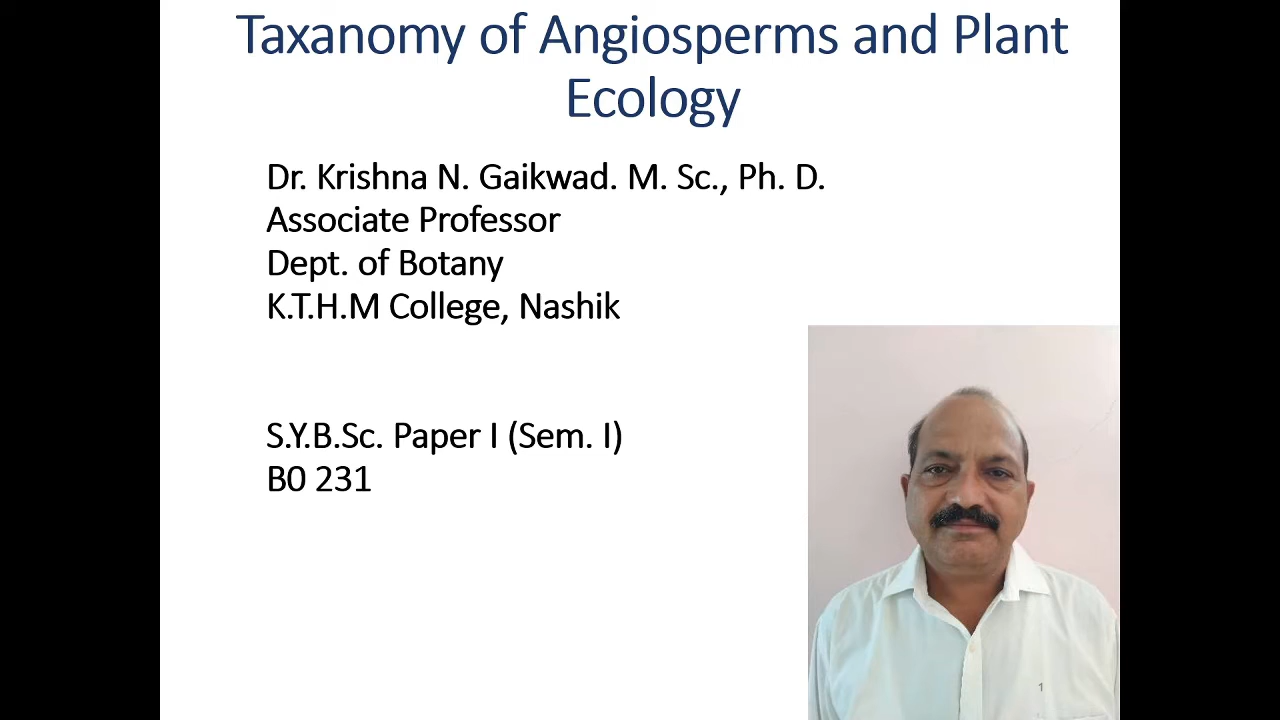 Taxanomy of Angiosperms and Plant
Ecology
Dr. Krishna N. Gaikwad. M. Sc., Ph. D.
Associate Professor
Dept. of Botany
K.T.H.M College, Nashik
S.Y.B.Sc. Paper I (Sem. I)
B0 231
1